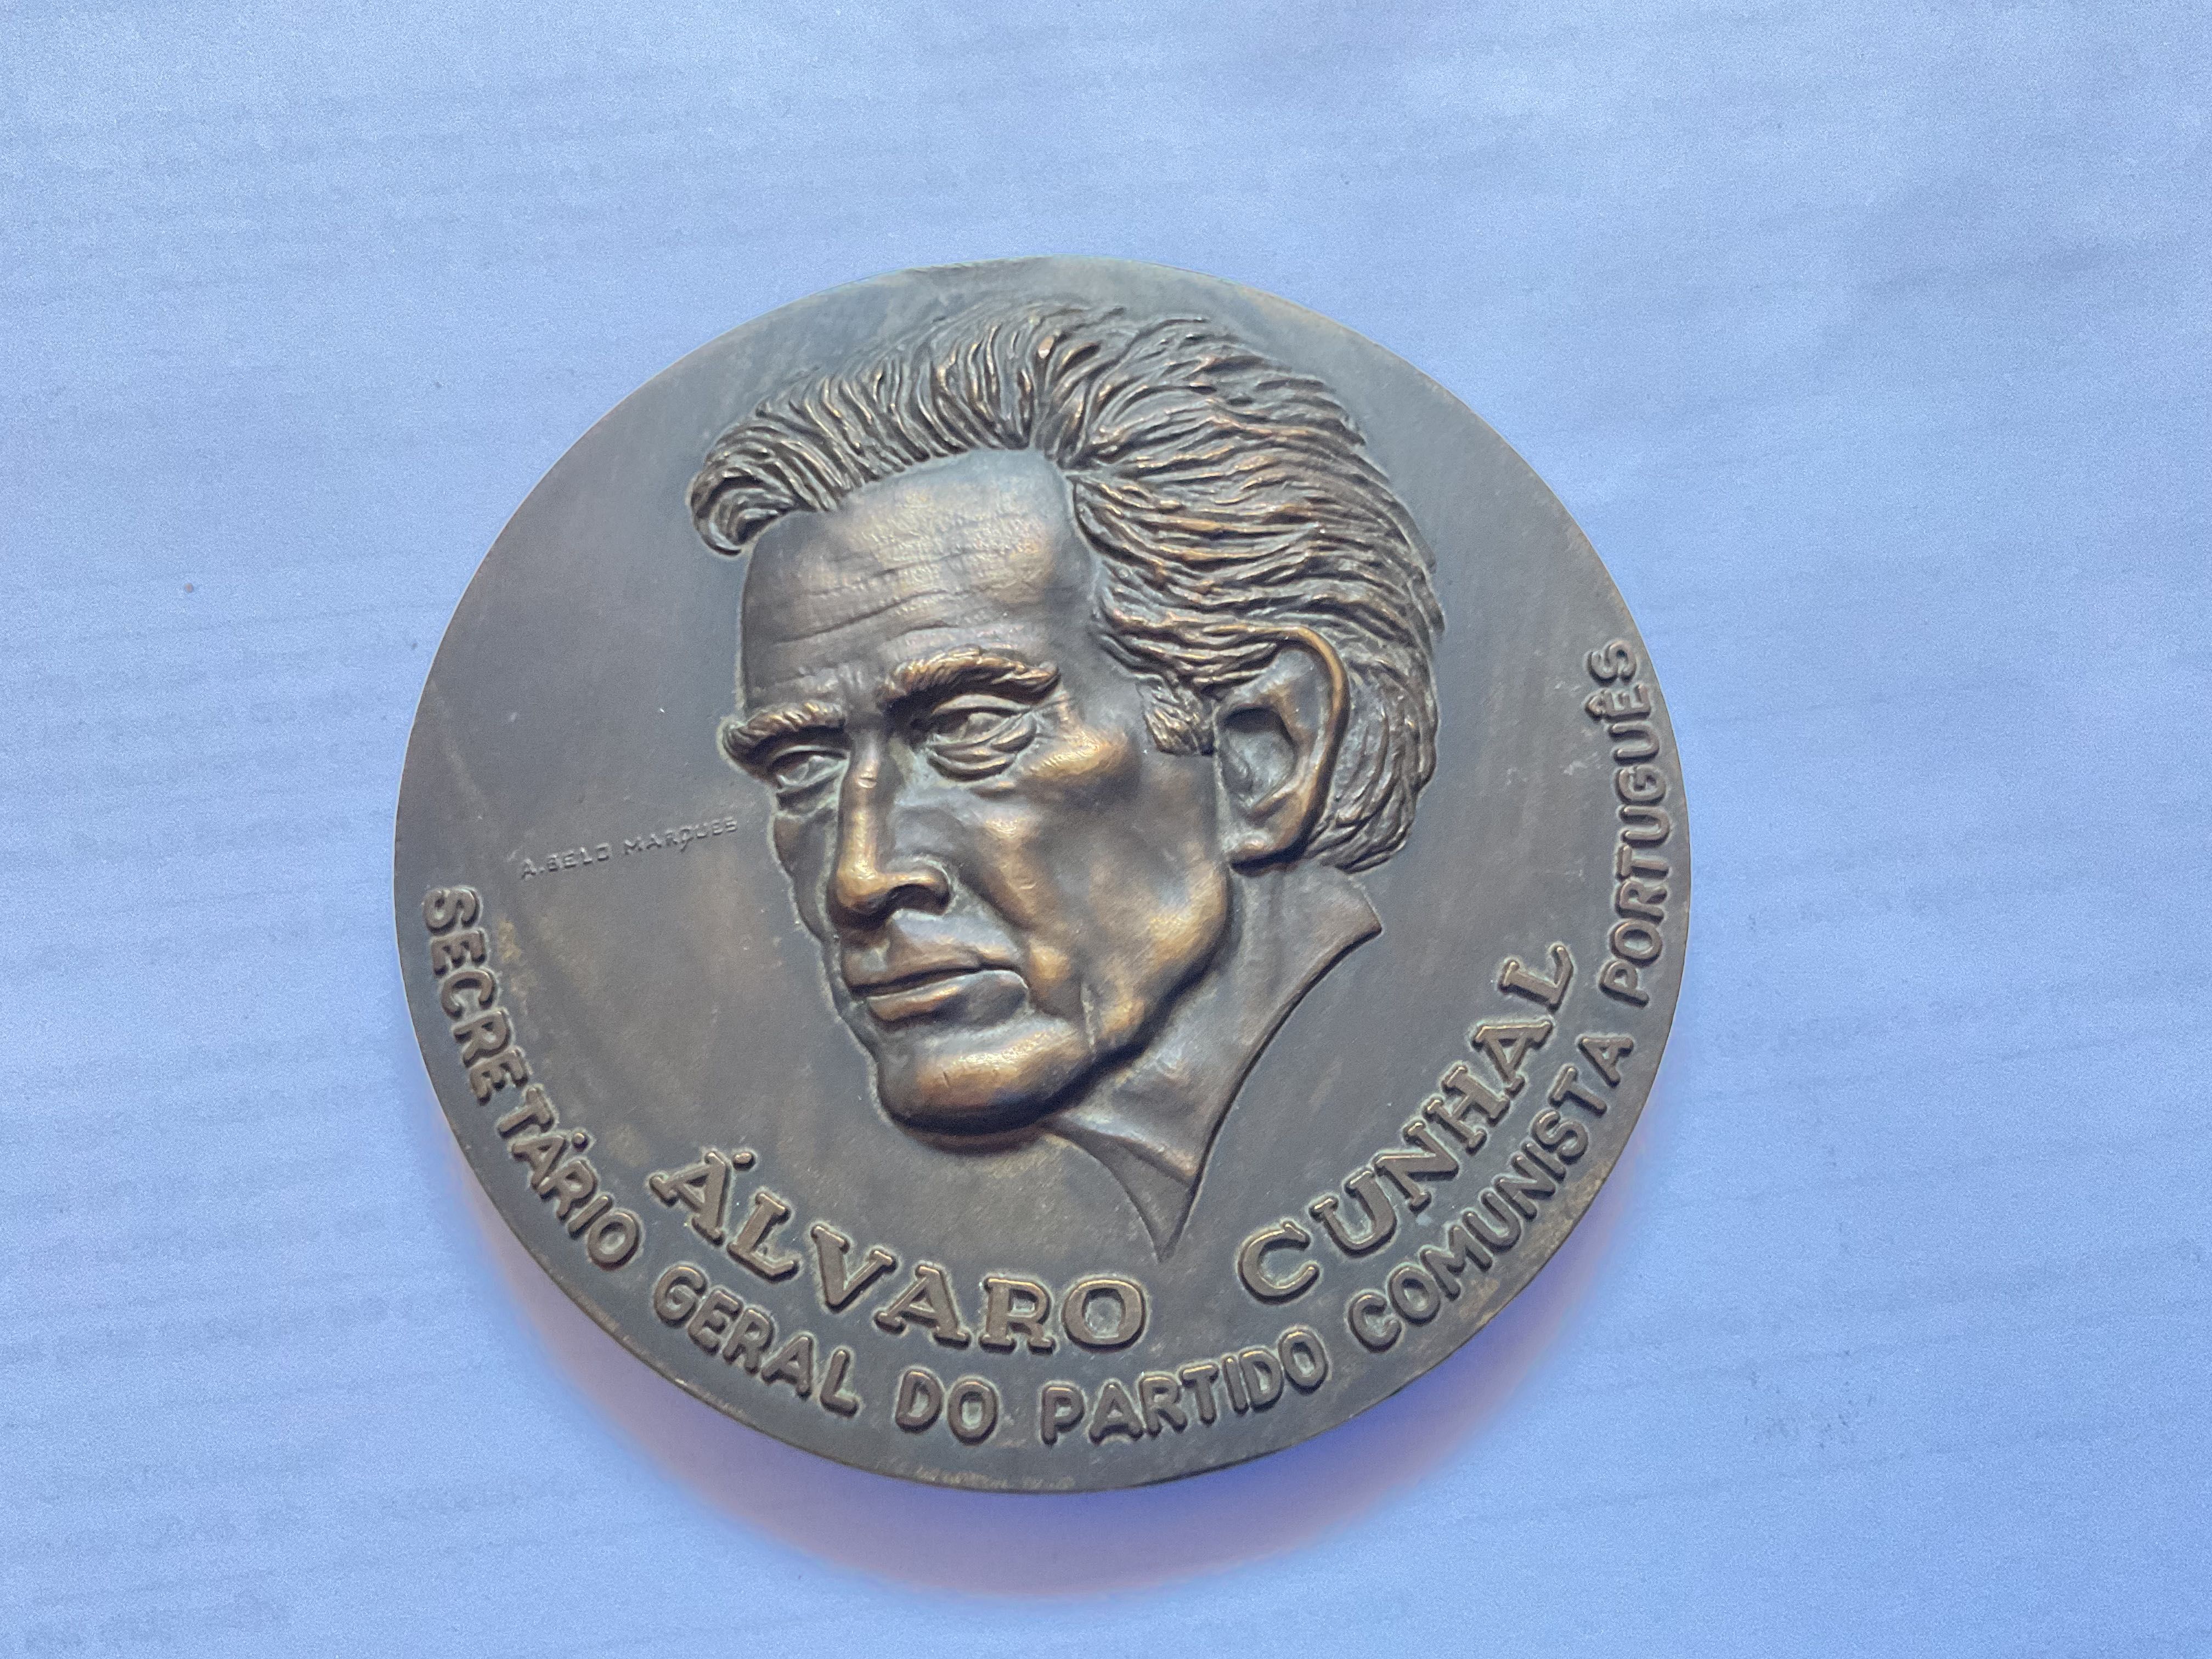 A. BELO MARQUES
ÁLVARO CUNHAL
SECRETÁRIO GERAL DO PARTIDO COMUNISTA PORTUGUÊS